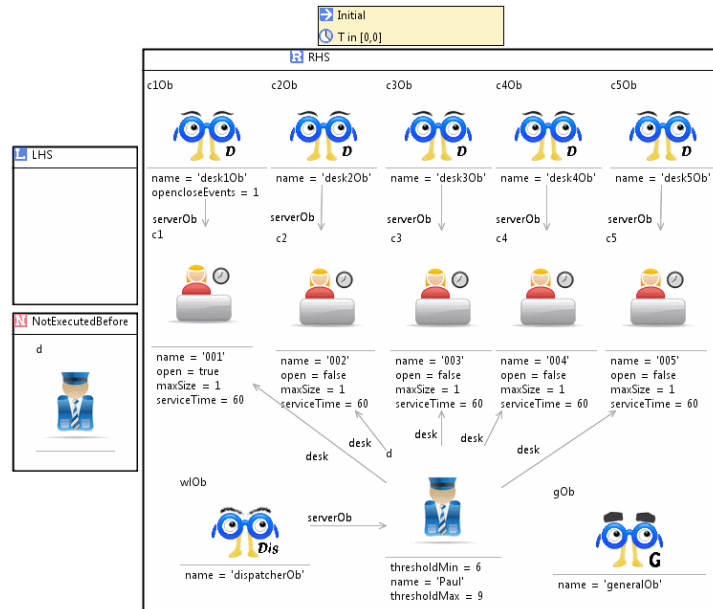 Initial
T in [0,0]
R RHS
c1Ob c2Ob c3Ob c4Ob c5Ob
D D D D D
L LHS
name = 'desk1Ob' name = 'desk2Ob' name = 'desk3Ob' name = 'desk4Ob' name = 'desk5Ob'
opencloseEvents = 1
serverOb serverOb serverOb serverOb serverOb
c1 c2 c3 c4 c5
N NotExecutedBefore
d
name = '001' name = '002' name = '003' name = '004' name = '005'
open = true open = false open = false open = false open = false
maxSize = 1 maxSize = 1 maxSize = 1 maxSize = 1 maxSize = 1
serviceTime = 60 serviceTime = 60 serviceTime = 60 serviceTime = 60 serviceTime = 60
desk desk desk desk desk
d
wlOb
serverOb
gOb
Dis
G
name = 'dispatcherOb'
thresholdMin = 6
name = 'Paul'
thresholdMax = 9
name = 'generalOb'